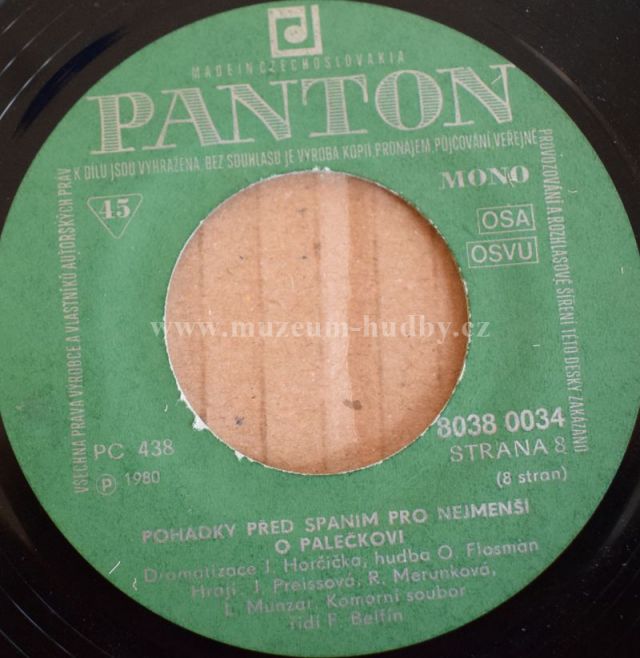 MADE IN CZECHOSLOVAKIA
PANTON
VŠECHNA PRÁVA VÝROBCE A VLASTNÍKŮ AUTORSKÝCH PRÁV K DÍLU JSOU VYHRAŽENA. BEZ SOUHLASU JE VÝROBA KOPIÍ, PRONÁJEM, PŮJČOVÁNÍ VEŘEJNÉ PROVOZOVÁNÍ A ROZHLASOVÉ ŠÍŘENÍ TÉTO DESKY ZAKÁZÁNO
MONO
45
OSA
OSVU
www.muzeum-hudby.cz
8038 0034
PC 438
STRANA 8
Ⓟ 1980
(8 stran)
POHÁDKY PŘED SPANÍM PRO NEJMENŠÍ
O PALEČKOVI
Dramatizace J. Horčička, hudba O. Flosman
Hrají: J. Preissová, R. Merunková,
L. Munzar, Komorní soubor
řídí F. Belfín